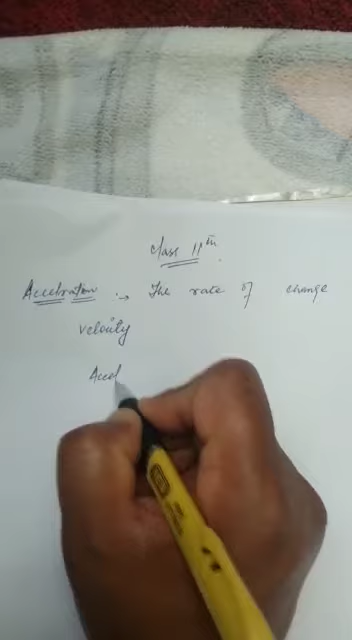 Class 11th
Acceleration :→ The rate of change
velocity
Accel